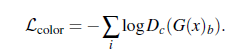 ℒ_color = −∑_i log D_c(G(x)_b).